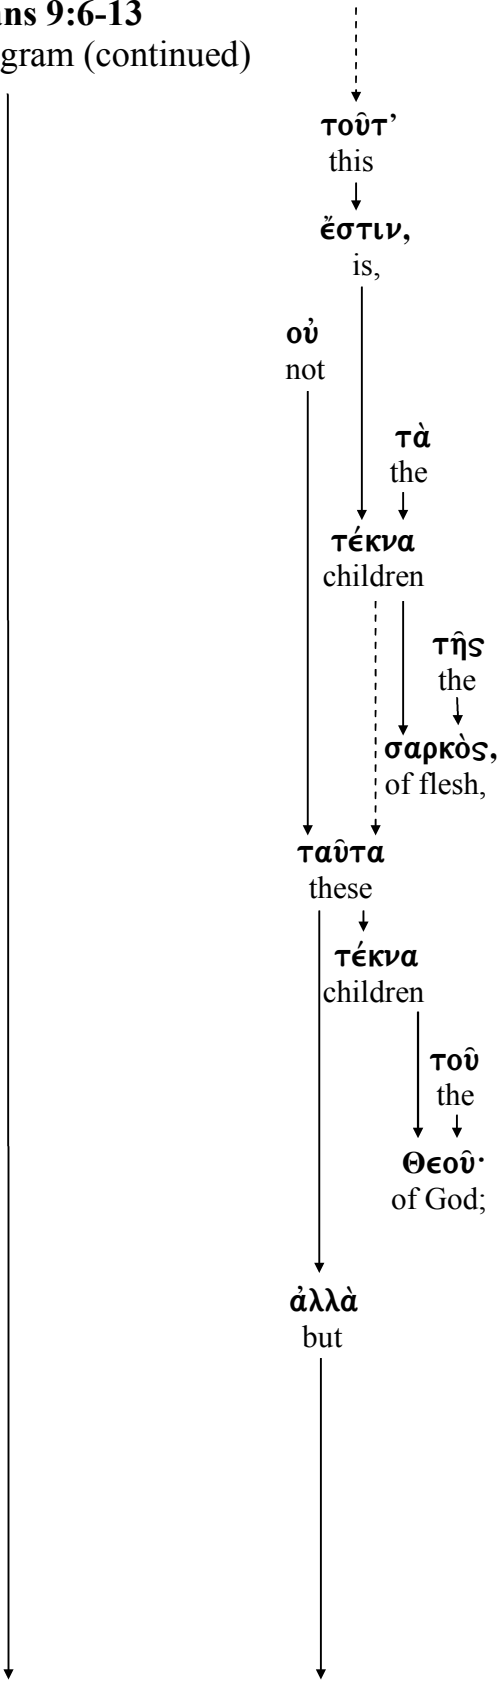 ans 9:6-13
gram (continued)
τοῦτ’
this
ἔστιν,
is,
οὐ
not
τὰ
the
τέκνα
children
τῆς
the
σαρκὸς,
of flesh,
ταῦτα
these
τέκνα
children
τοῦ
the
Θεοῦ·
of God;
ἀλλὰ
but